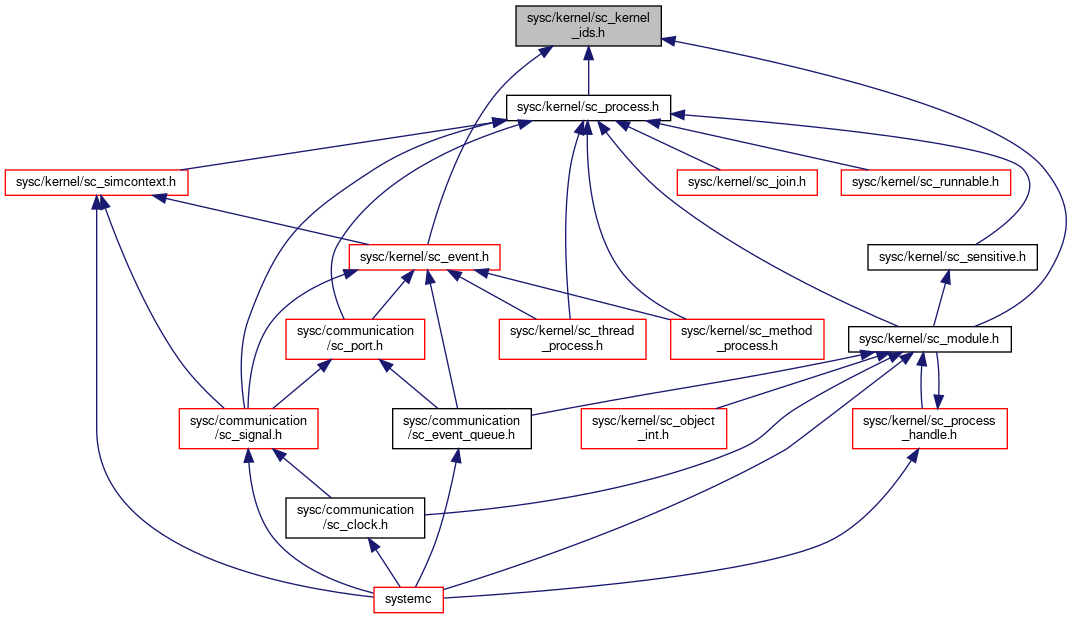 sysc/kernel/sc_kernel
_ids.h
sysc/kernel/sc_process.h
sysc/kernel/sc_simcontext.h
sysc/kernel/sc_join.h
sysc/kernel/sc_runnable.h
sysc/kernel/sc_event.h
sysc/kernel/sc_sensitive.h
sysc/communication
/sc_port.h
sysc/kernel/sc_thread
_process.h
sysc/kernel/sc_method
_process.h
sysc/kernel/sc_module.h
sysc/communication
/sc_signal.h
sysc/communication
/sc_event_queue.h
sysc/kernel/sc_object
_int.h
sysc/kernel/sc_process
_handle.h
sysc/communication
/sc_clock.h
systemc